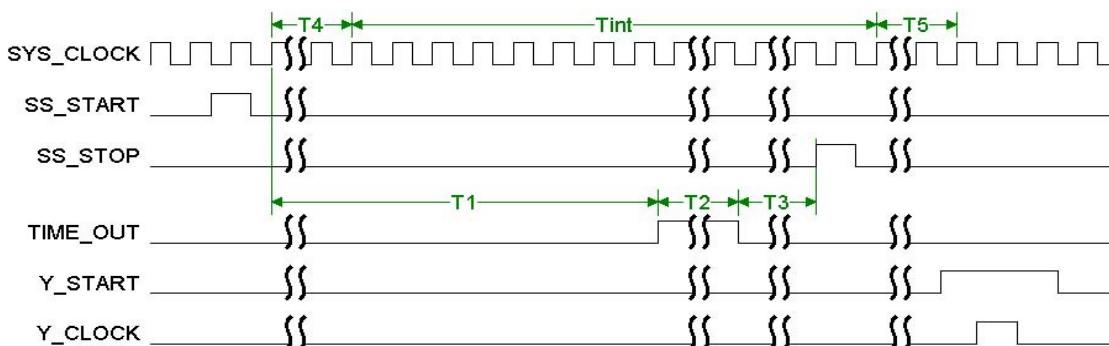 T4 Tint T5
SYS_CLOCK
SS_START
SS_STOP
T1 T2 T3
TIME_OUT
Y_START
Y_CLOCK